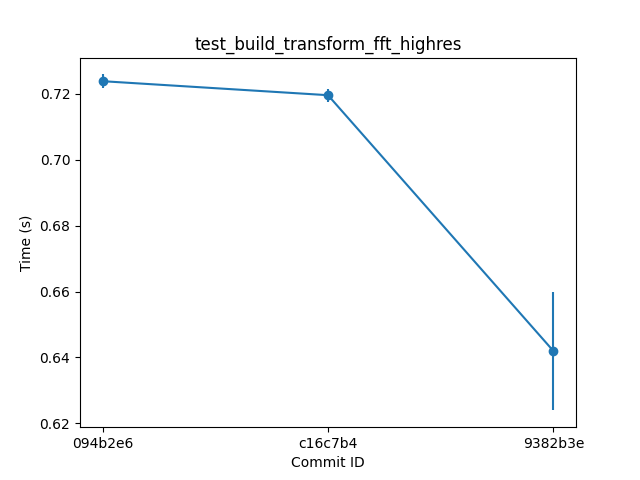 test_build_transform_fft_highres
Time (s)
0.72
0.70
0.68
0.66
0.64
0.62
094b2e6 c16c7b4 9382b3e
Commit ID